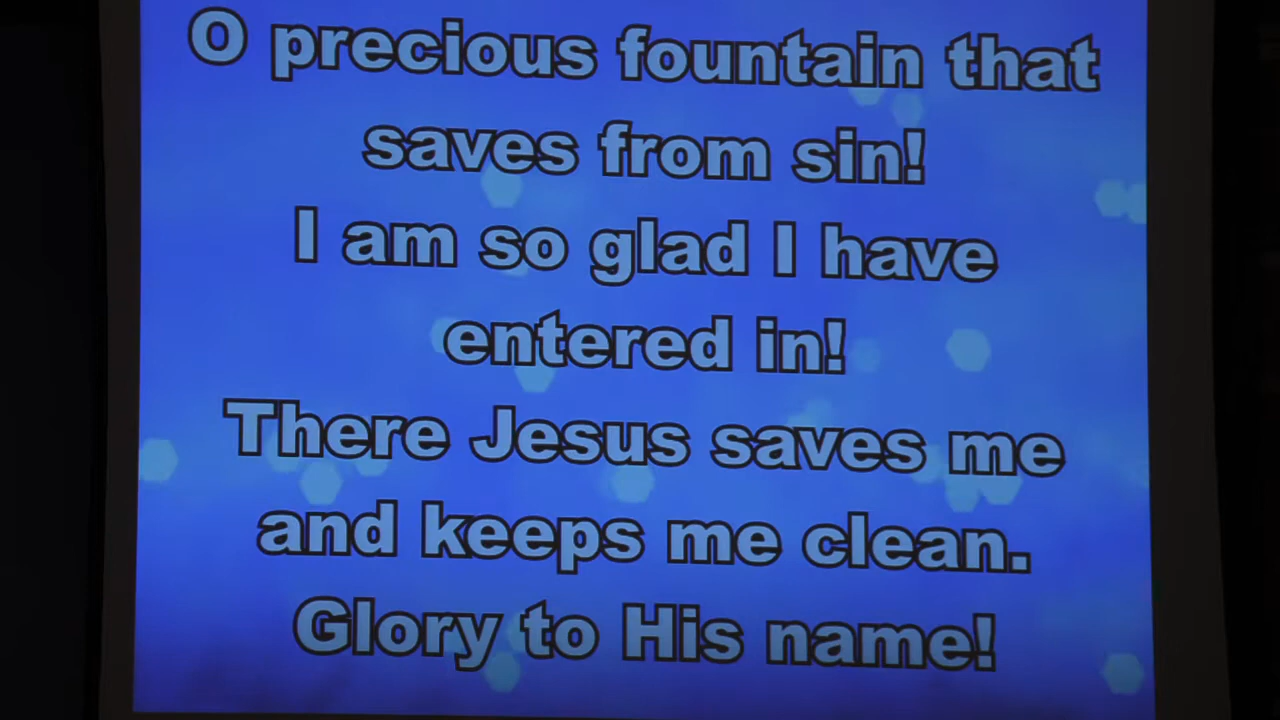 O precious fountain that
saves from sin!
I am so glad I have
entered in!
There Jesus saves me
and keeps me clean.
Glory to His name!